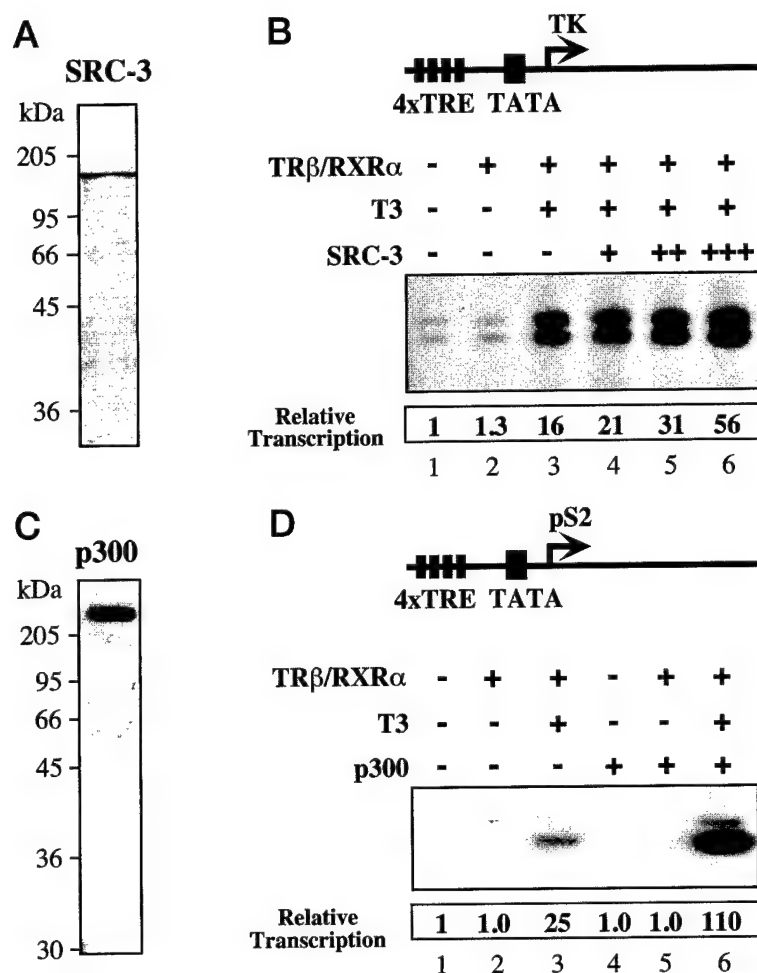 A
SRC-3
kDa
205
95
66
45
36
B
TK
4xTRE TATA
TRβ/RXRα - + + + + +
T3 - - + + + +
SRC-3 - - - + ++ +++
Relative Transcription 1 1.3 16 21 31 56
1 2 3 4 5 6
C
p300
kDa
205
95
66
45
36
30
D
pS2
4xTRE TATA
TRβ/RXRα - + + - + +
T3 - - + - - +
p300 - - - + + +
Relative Transcription 1 1.0 25 1.0 1.0 110
1 2 3 4 5 6